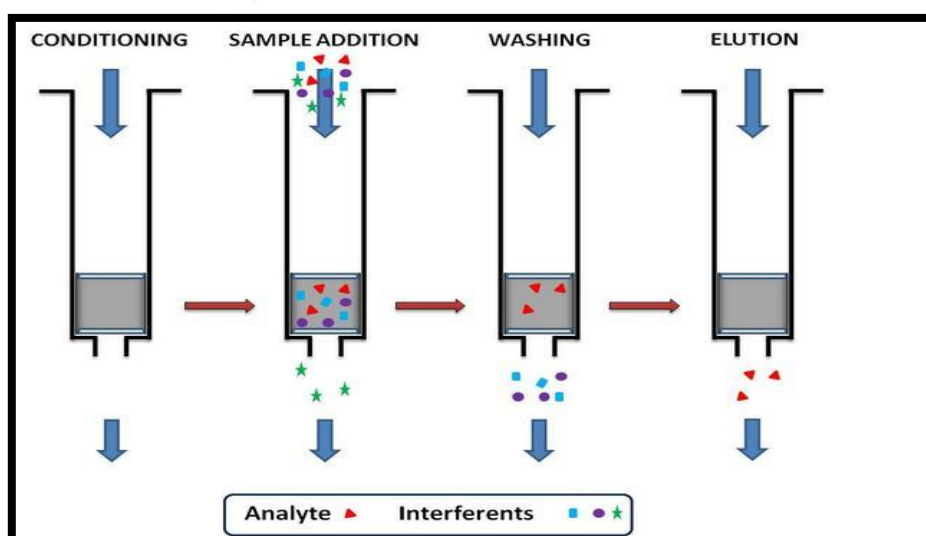 CONDITIONING
SAMPLE ADDITION
WASHING
ELUTION
Analyte
Interferents